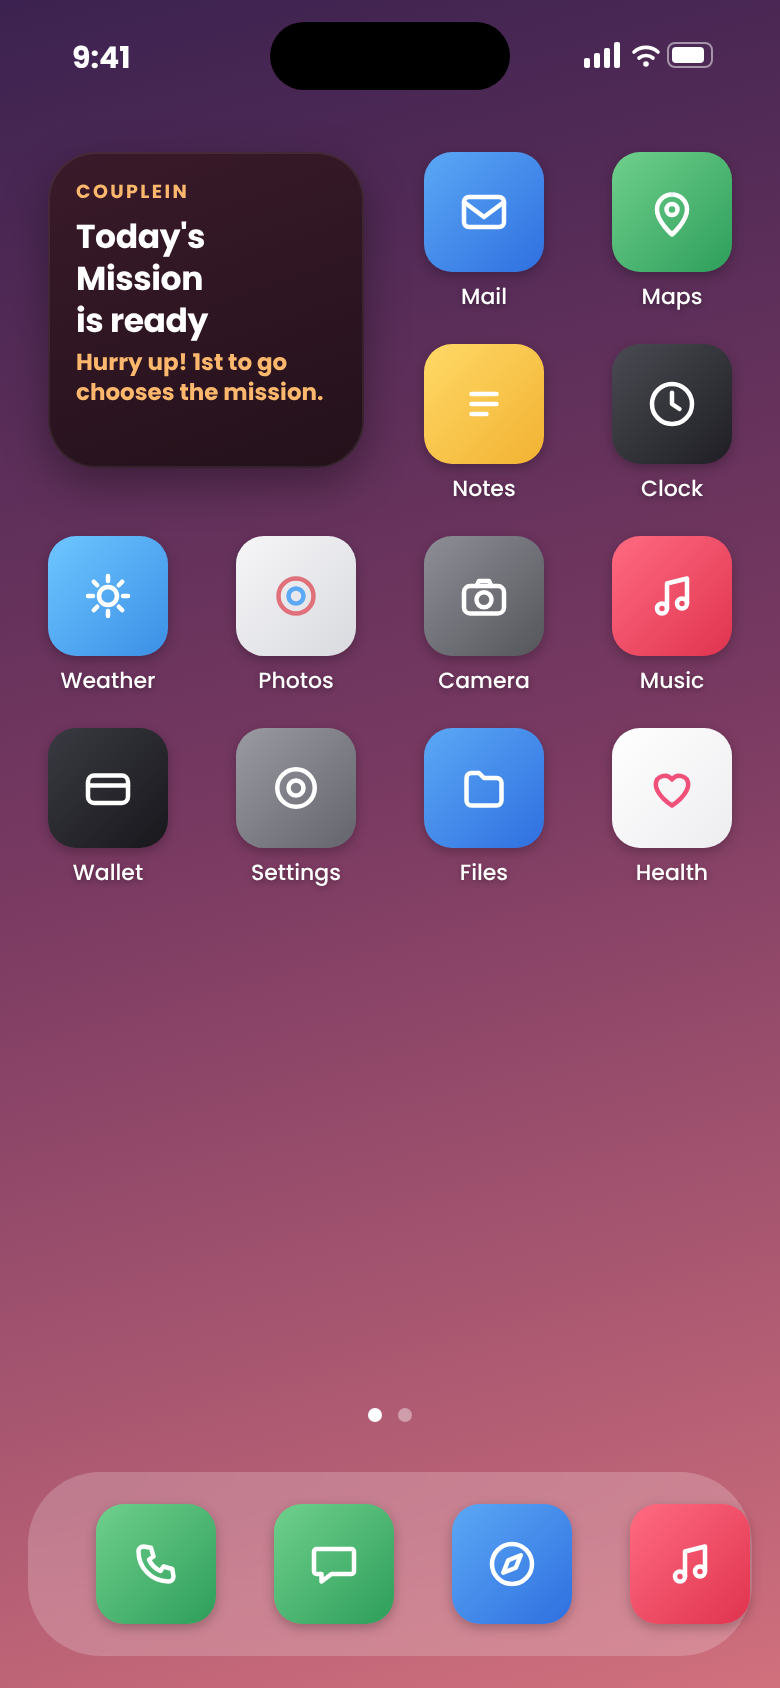 9:41
COUPLEIN
Today's
Mission
is ready
Hurry up! 1st to go
chooses the mission.
Mail
Maps
Notes
Clock
Weather
Photos
Camera
Music
Wallet
Settings
Files
Health